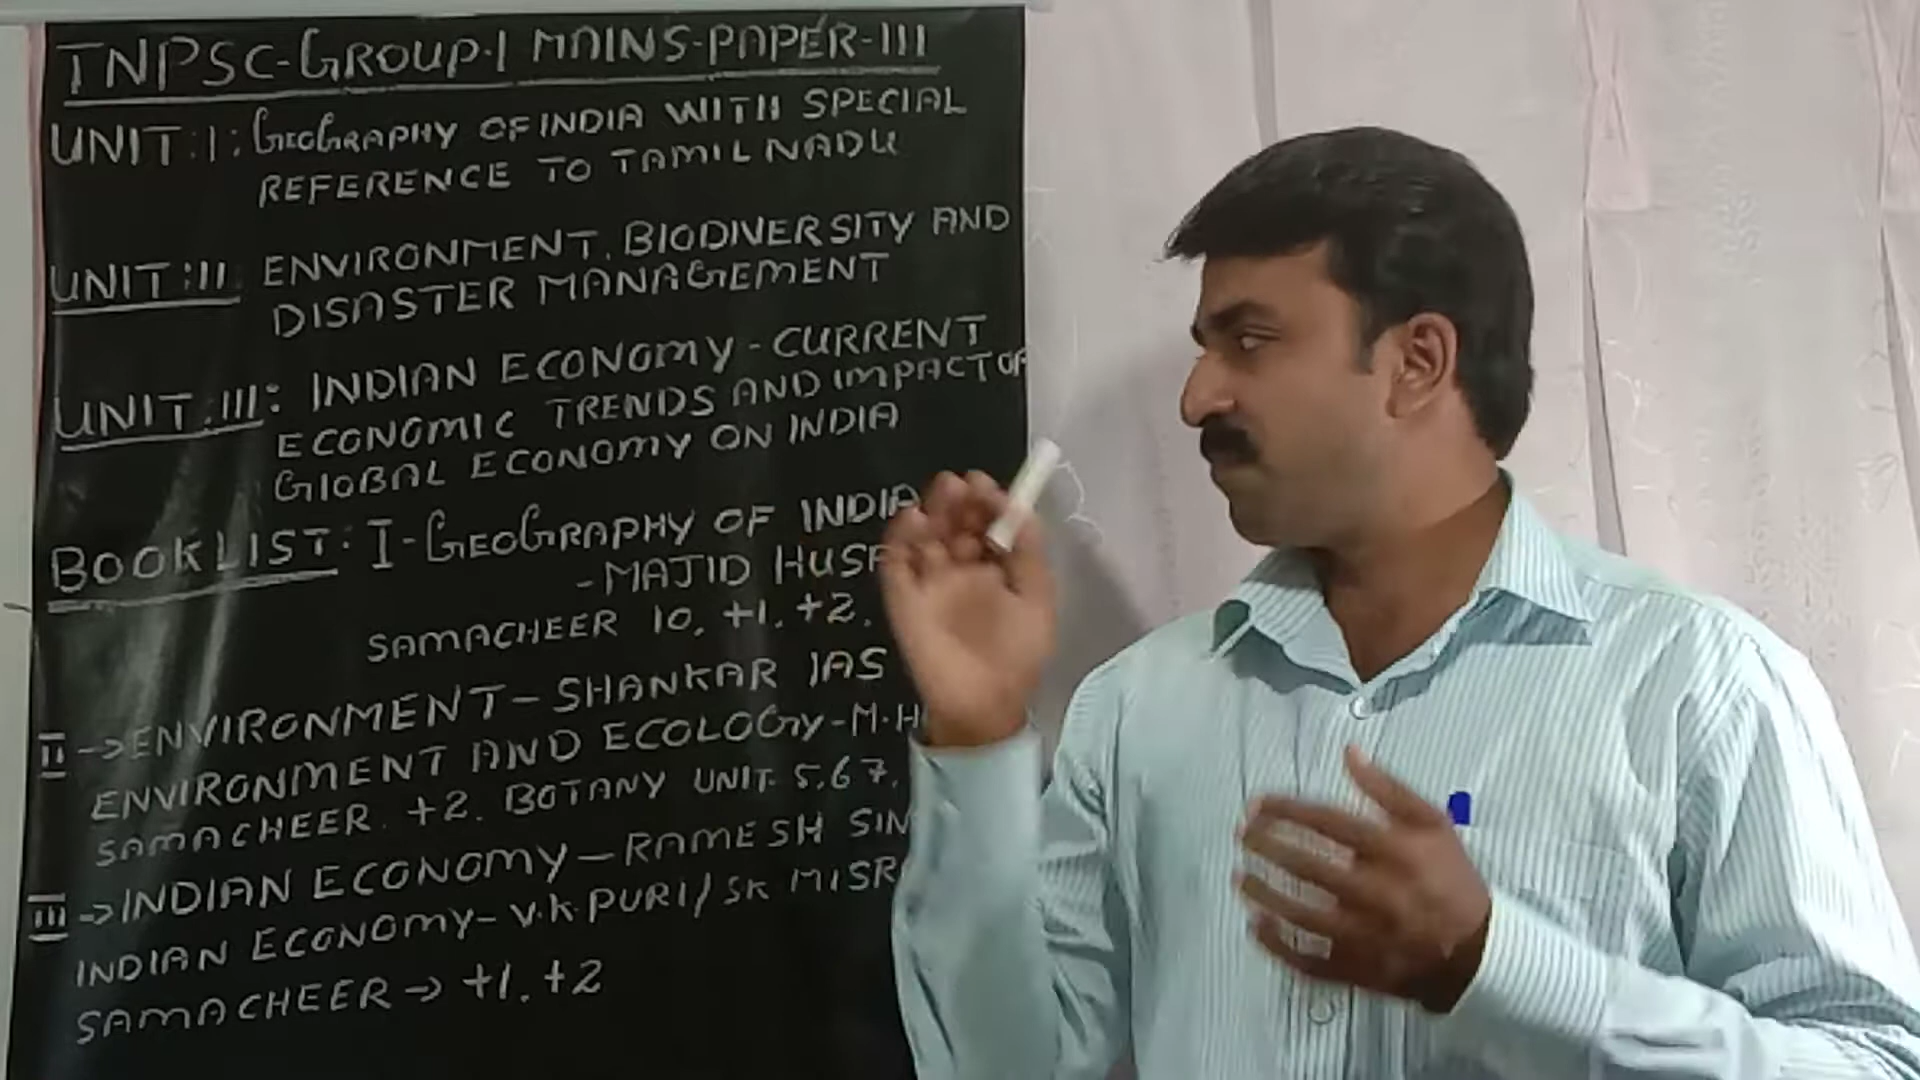 TNPSC-GROUP-I MAINS-PAPER-III
UNIT:I: GEOGRAPHY OF INDIA WITH SPECIAL
REFERENCE TO TAMIL NADU
UNIT:II ENVIRONMENT, BIODIVERSITY AND
DISASTER MANAGEMENT
UNIT:III: INDIAN ECONOMY-CURRENT
ECONOMIC TRENDS AND IMPACT OF
GLOBAL ECONOMY ON INDIA
BOOK LIST: I-GEOGRAPHY OF INDIA
-MAJID
SAMACHEER 10, +1, +2.
II → ENVIRONMENT - SHANKAR IAS
ENVIRONMENT AND ECOLOGY-M.
SAMACHEER +2. BOTANY UNIT 5,6 7,
III → INDIAN ECONOMY - RAMESH
INDIAN ECONOMY- V.K.PURI/SK
SAMACHEER → +1, +2